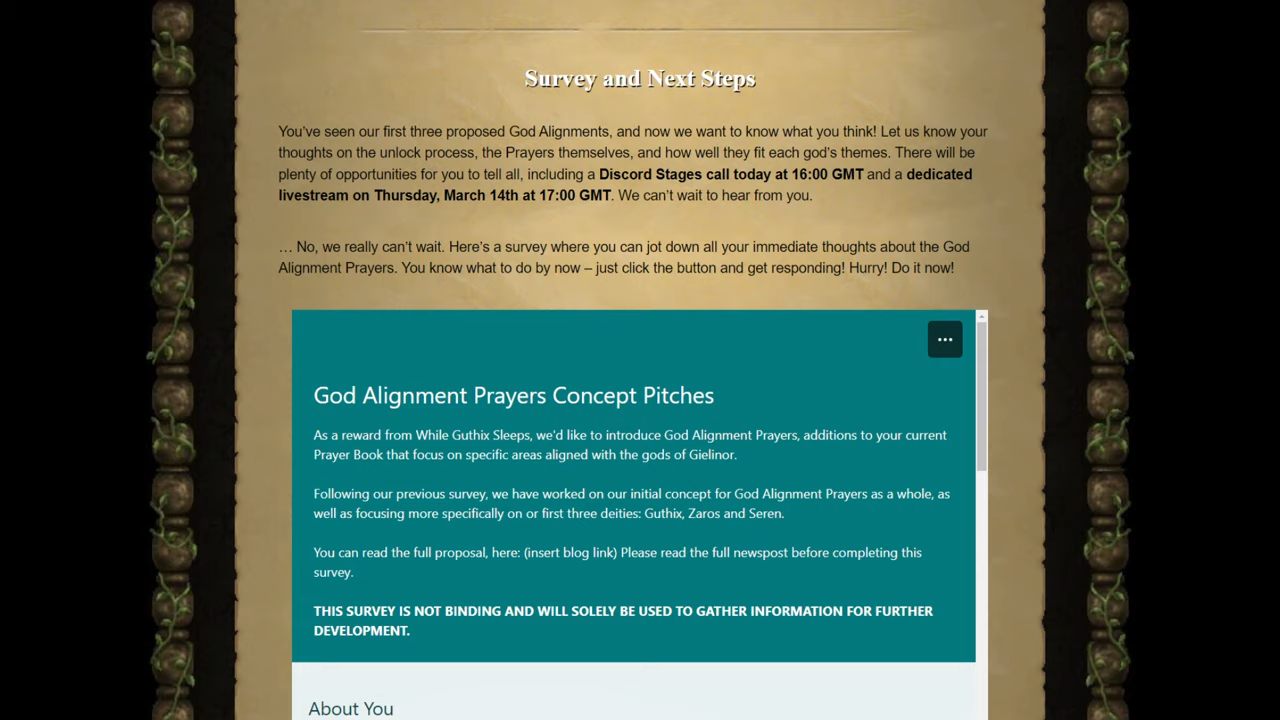 Survey and Next Steps
You've seen our first three proposed God Alignments, and now we want to know what you think! Let us know your
thoughts on the unlock process, the Prayers themselves, and how well they fit each god's themes. There will be
plenty of opportunities for you to tell all, including a Discord Stages call today at 16:00 GMT and a dedicated
livestream on Thursday, March 14th at 17:00 GMT. We can't wait to hear from you.
… No, we really can't wait. Here's a survey where you can jot down all your immediate thoughts about the God
Alignment Prayers. You know what to do by now – just click the button and get responding! Hurry! Do it now!
God Alignment Prayers Concept Pitches
As a reward from While Guthix Sleeps, we'd like to introduce God Alignment Prayers, additions to your current
Prayer Book that focus on specific areas aligned with the gods of Gielinor.
Following our previous survey, we have worked on our initial concept for God Alignment Prayers as a whole, as
well as focusing more specifically on or first three deities: Guthix, Zaros and Seren.
You can read the full proposal, here: (insert blog link) Please read the full newspost before completing this
survey.
THIS SURVEY IS NOT BINDING AND WILL SOLELY BE USED TO GATHER INFORMATION FOR FURTHER
DEVELOPMENT.
About You